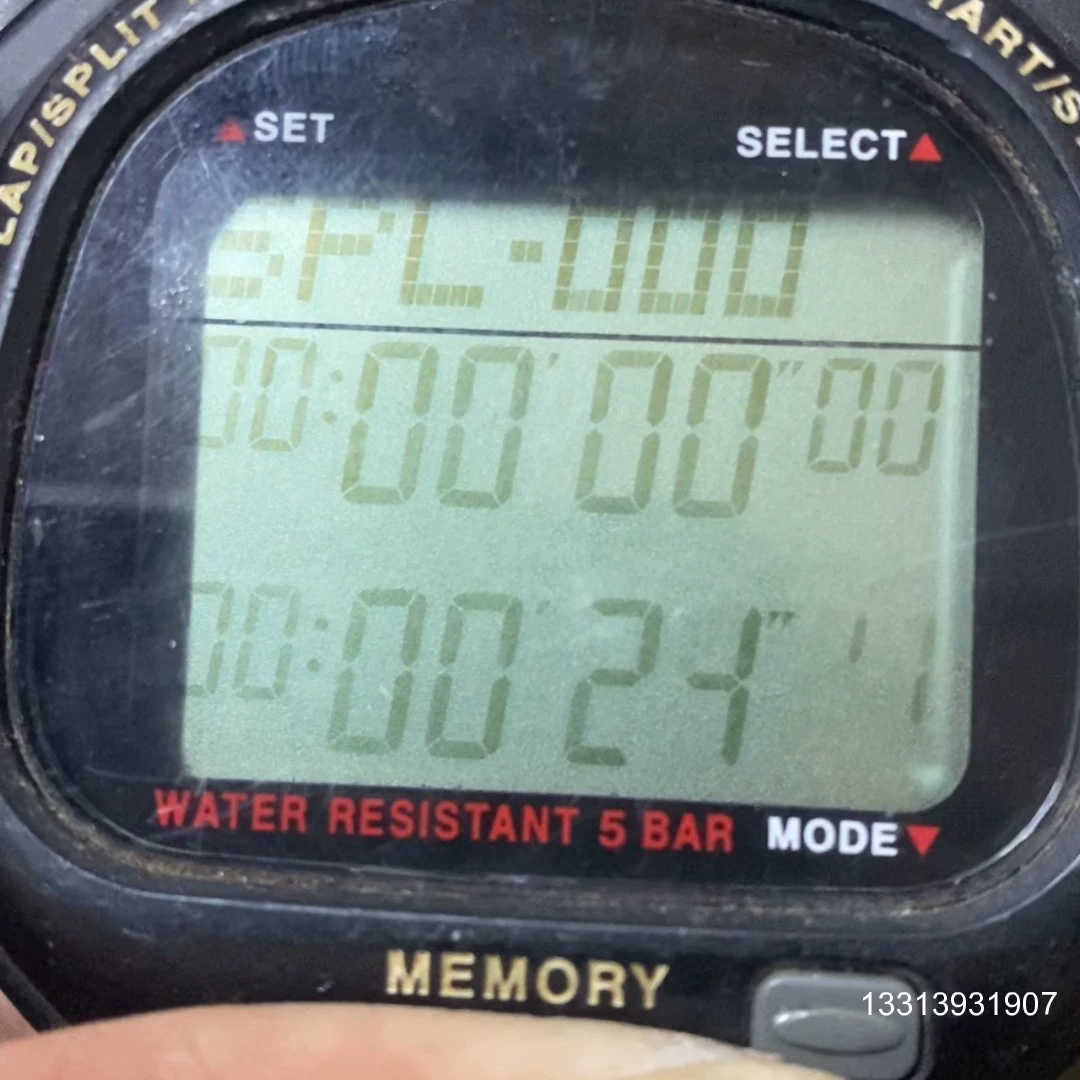 LAP/SPLIT
SET
SELECT
SPL-000
00:00'00"00
00:00'24"
WATER RESISTANT 5 BAR
MODE
MEMORY
13313931907